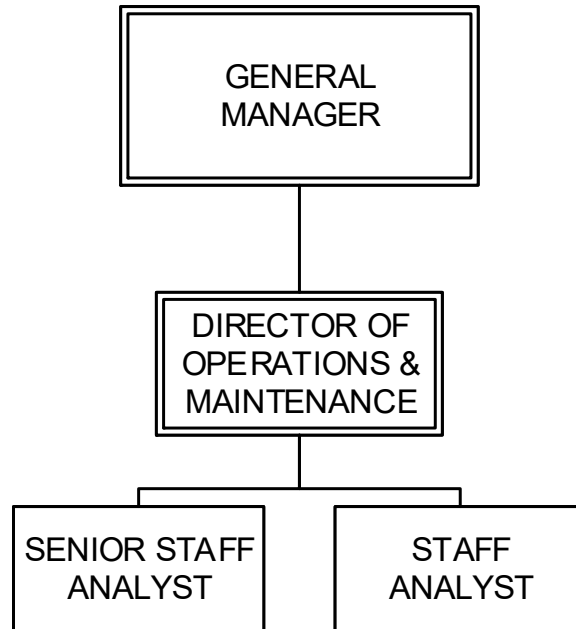 GENERAL
MANAGER
DIRECTOR OF
OPERATIONS &
MAINTENANCE
SENIOR STAFF
ANALYST
STAFF
ANALYST